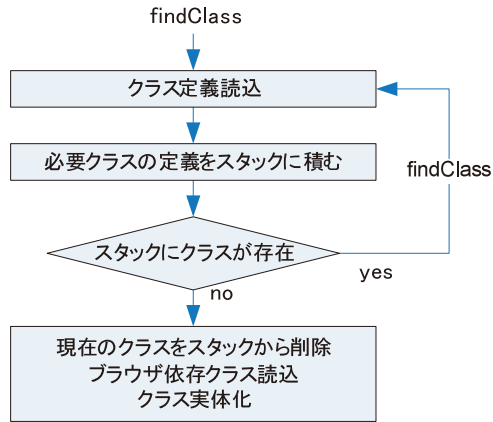 findClass
クラス定義読込
必要クラスの定義をスタックに積む
findClass
スタックにクラスが存在
yes
no
現在のクラスをスタックから削除
ブラウザ依存クラス読込
クラス実体化